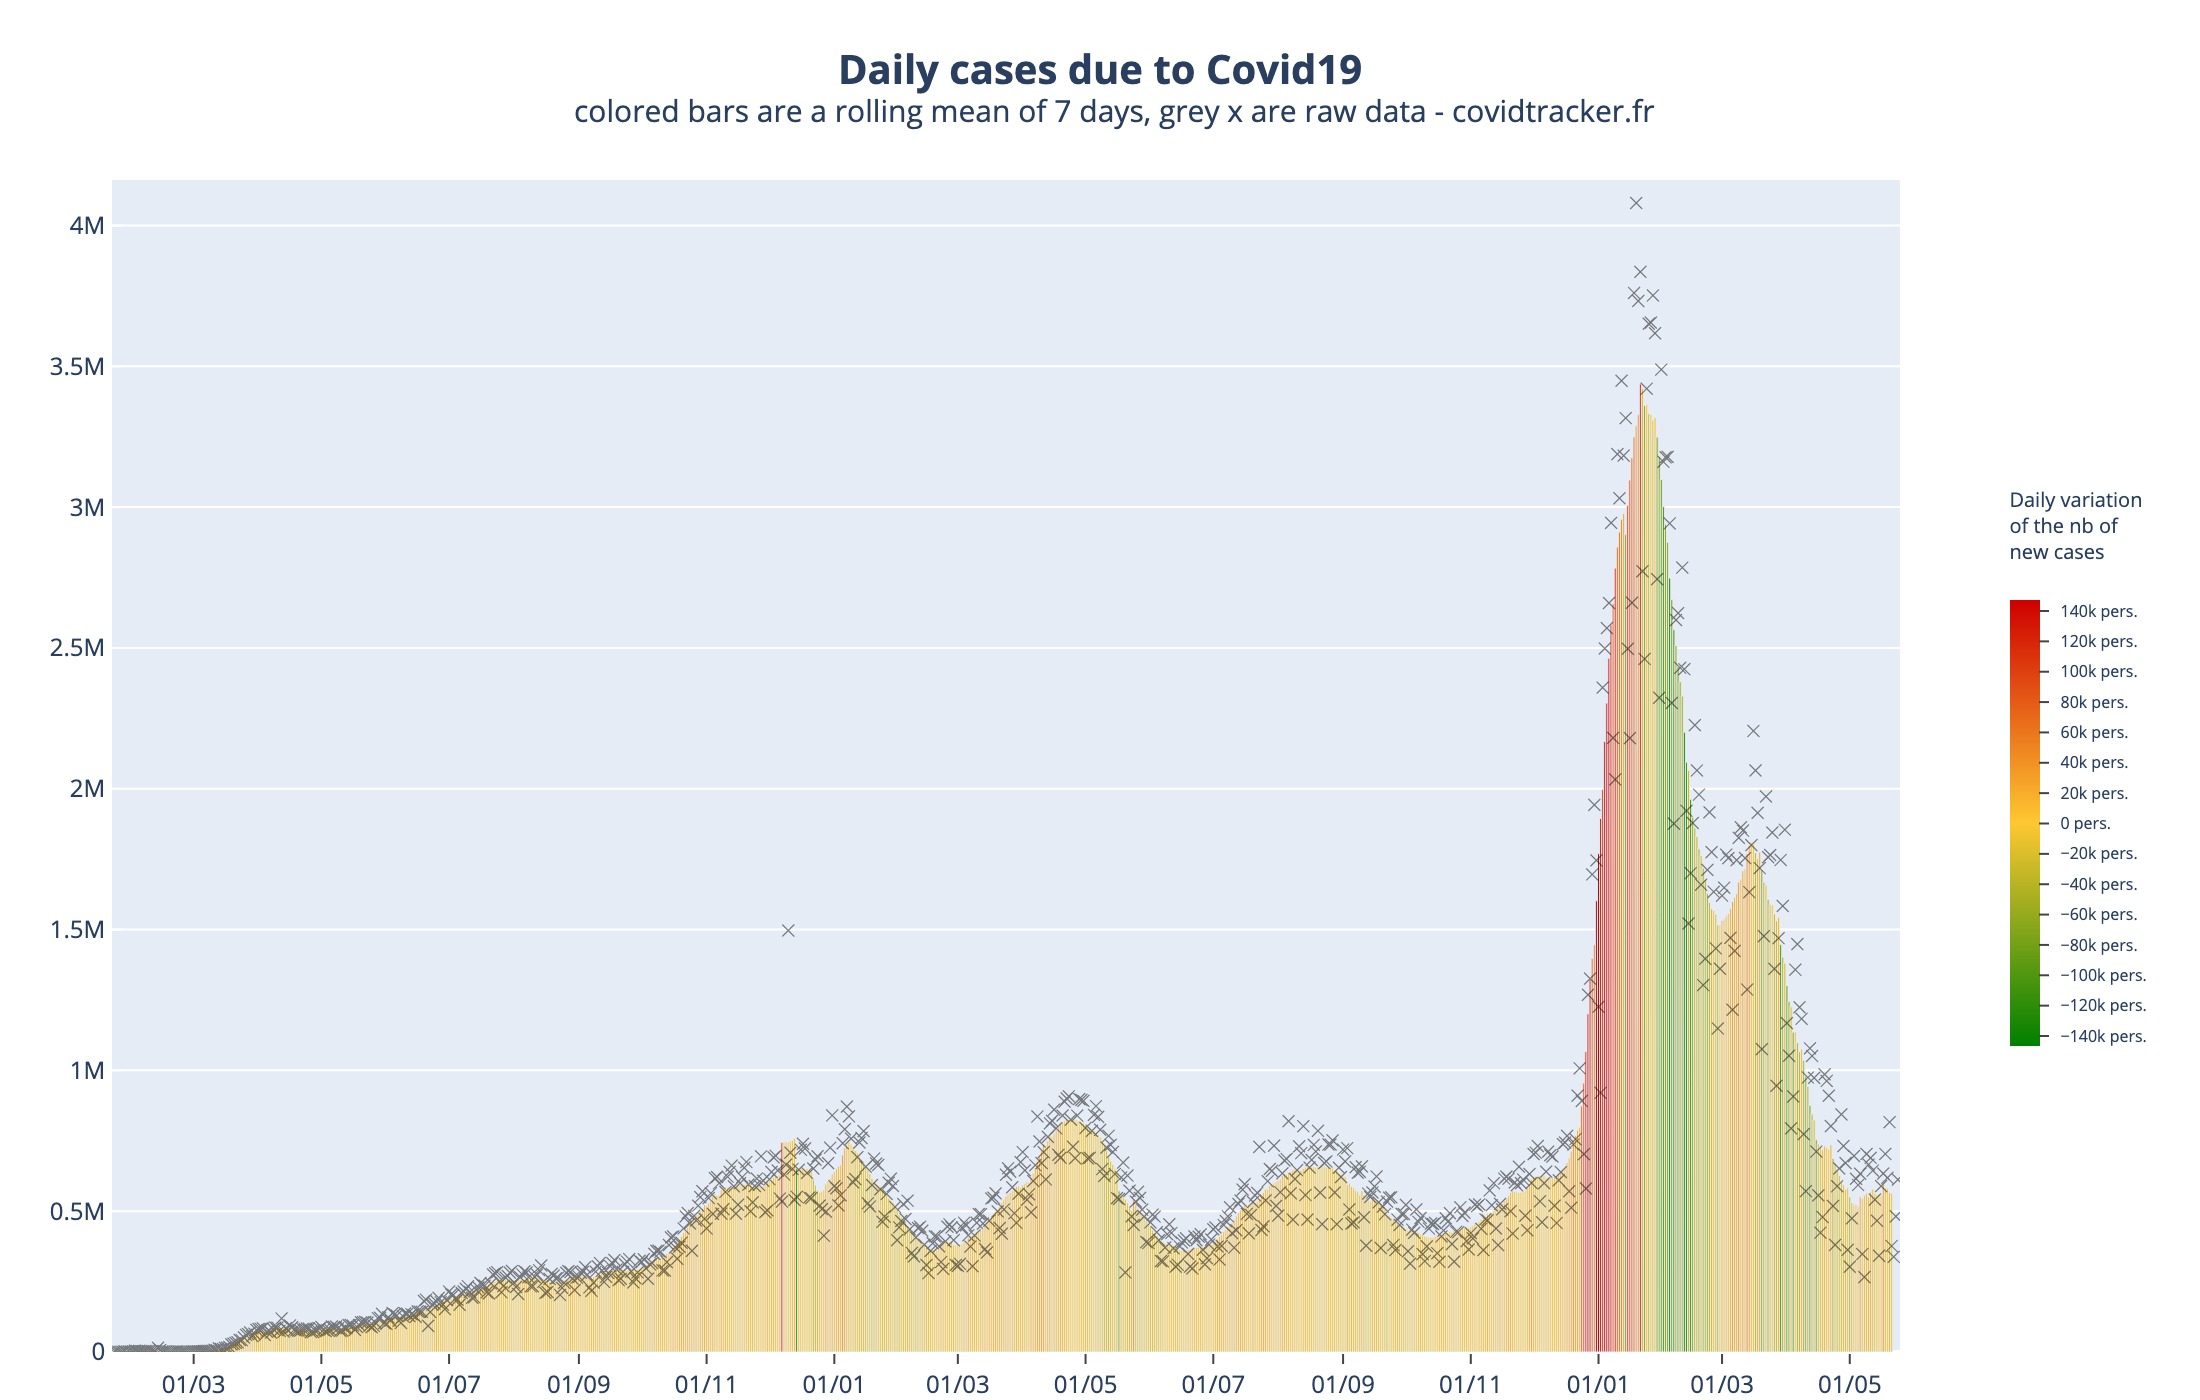 Daily cases due to Covid19
colored bars are a rolling mean of 7 days, grey x are raw data - covidtracker.fr
4M
3.5M
3M
2.5M
2M
1.5M
1M
0.5M
0
01/03 01/05 01/07 01/09 01/11 01/01 01/03 01/05 01/07 01/09 01/11 01/01 01/03 01/05
Daily variation
of the nb of
new cases
140k pers.
120k pers.
100k pers.
80k pers.
60k pers.
40k pers.
20k pers.
0 pers.
−20k pers.
−40k pers.
−60k pers.
−80k pers.
−100k pers.
−120k pers.
−140k pers.